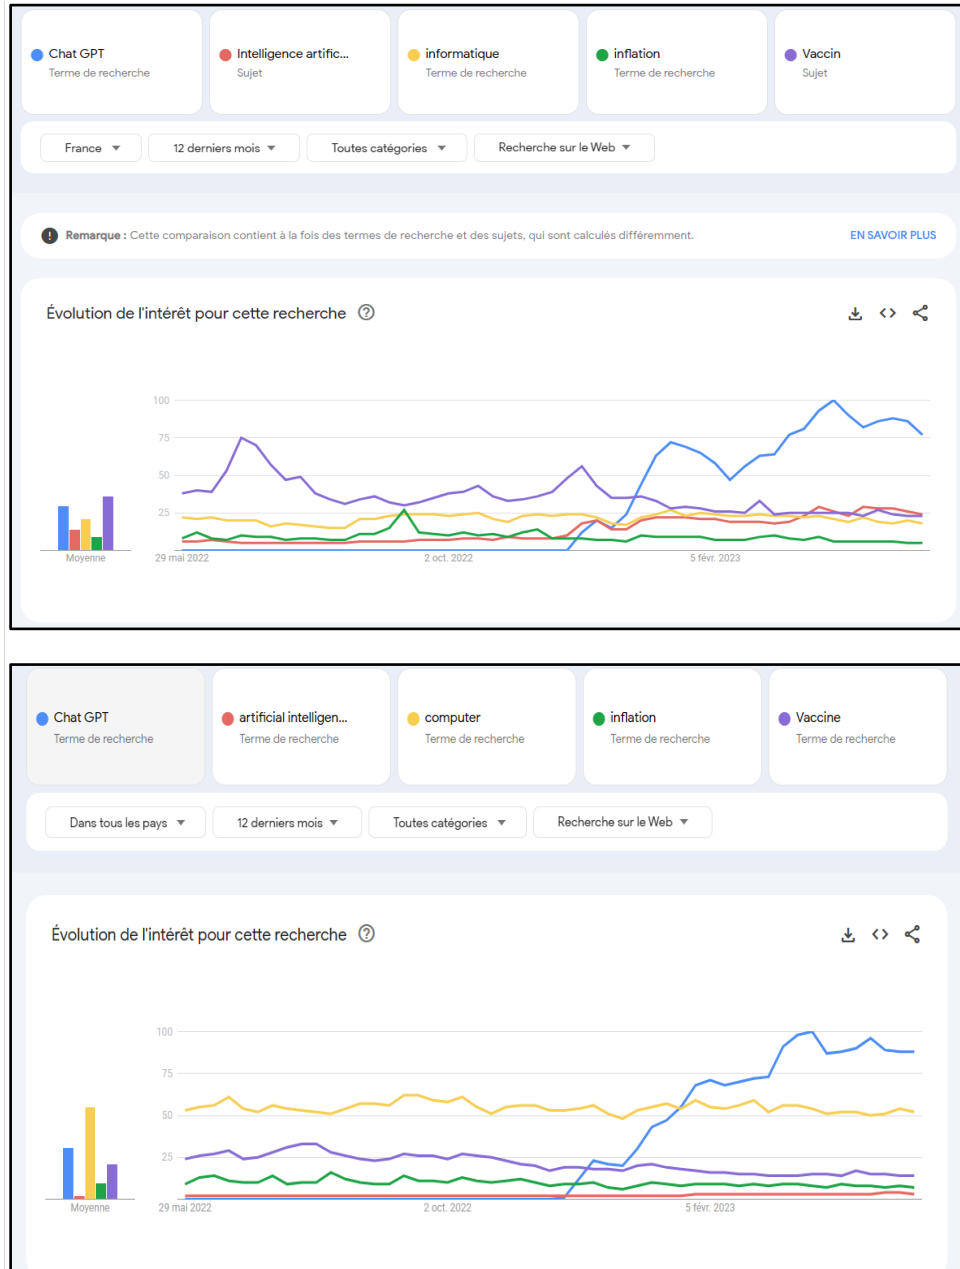 Chat GPT
Terme de recherche
Intelligence artific...
Sujet
informatique
Terme de recherche
inflation
Terme de recherche
Vaccin
Sujet
France
12 derniers mois
Toutes catégories
Recherche sur le Web
Remarque : Cette comparaison contient à la fois des termes de recherche et des sujets, qui sont calculés différemment.
EN SAVOIR PLUS
Évolution de l'intérêt pour cette recherche
100
75
50
25
Moyenne
29 mai 2022
2 oct. 2022
5 févr. 2023
Chat GPT
Terme de recherche
artificial intelligen...
Terme de recherche
computer
Terme de recherche
inflation
Terme de recherche
Vaccine
Terme de recherche
Dans tous les pays
12 derniers mois
Toutes catégories
Recherche sur le Web
Évolution de l'intérêt pour cette recherche
100
75
50
25
Moyenne
29 mai 2022
2 oct. 2022
5 févr. 2023